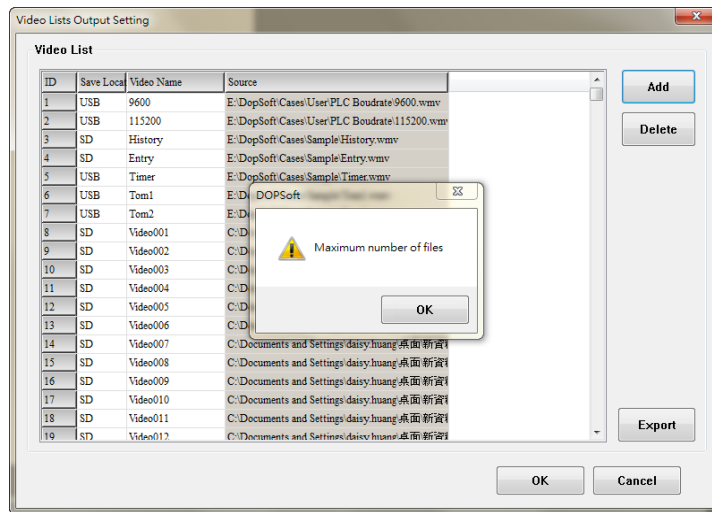 Video Lists Output Setting
Video List
ID Save Locat Video Name Source
1 USB 9600 E:\DopSoft\Cases\User\PLC Boudrate\9600.wmv
2 USB 115200 E:\DopSoft\Cases\User\PLC Boudrate\115200.wm
3 SD History E:\DopSoft\Cases\Sample\History.wmv
4 SD Entry E:\DopSoft\Cases\Sample\Entry.wmv
5 USB Timer E:\DopSoft\Cases\Sample\Timer.wmv
6 USB Tom1
7 USB Tom2
8 SD Video001
9 SD Video002
10 SD Video003
11 SD Video004
12 SD Video005
13 SD Video006
14 SD Video007 C:\Documents and Settings\daisy.huang\桌面\新資
15 SD Video008 C:\Documents and Settings\daisy.huang\桌面\新資
16 SD Video009 C:\Documents and Settings\daisy.huang\桌面\新資
17 SD Video010 C:\Documents and Settings\daisy.huang\桌面\新資
18 SD Video011 C:\Documents and Settings\daisy.huang\桌面\新資
19 SD Video012 C:\Documents and Settings\daisy.huang\桌面\新資
DOPSoft
Maximum number of files
OK
Add
Delete
Export
OK
Cancel